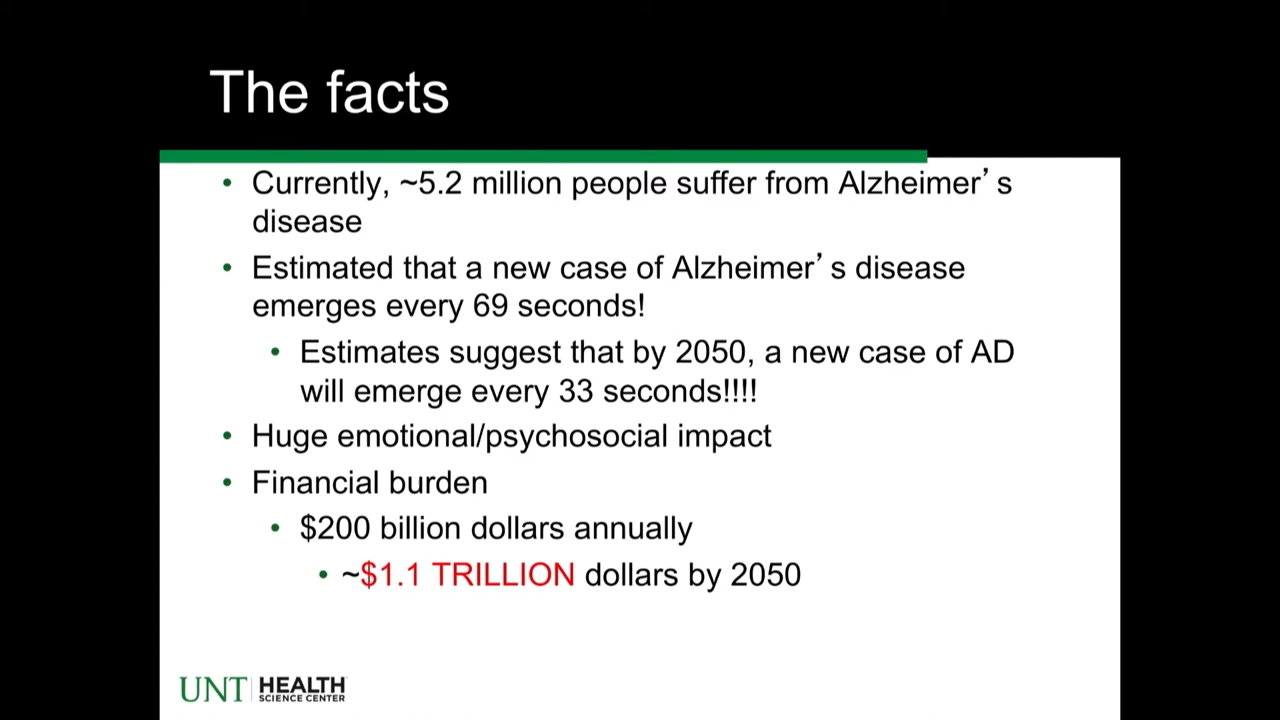 The facts
• Currently, ~5.2 million people suffer from Alzheimer’s
disease
• Estimated that a new case of Alzheimer’s disease
emerges every 69 seconds!
• Estimates suggest that by 2050, a new case of AD
will emerge every 33 seconds!!!!
• Huge emotional/psychosocial impact
• Financial burden
• $200 billion dollars annually
• ~$1.1 TRILLION dollars by 2050
UNT HEALTH
SCIENCE CENTER